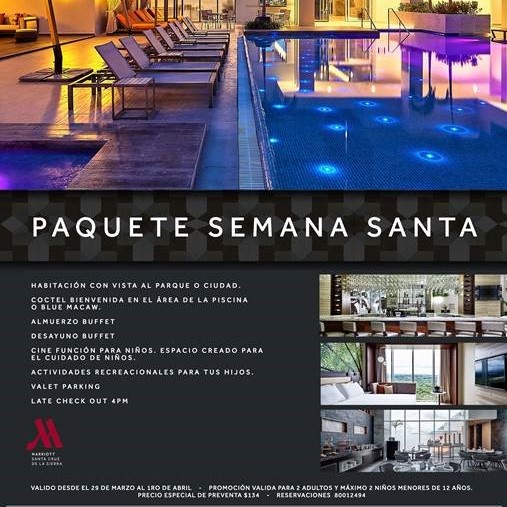 PAQUETE SEMANA SANTA
HABITACIÓN CON VISTA AL PARQUE O CIUDAD.
COCTEL BIENVENIDA EN EL ÁREA DE LA PISCINA
O BLUE MACAW.
ALMUERZO BUFFET
DESAYUNO BUFFET
CINE FUNCIÓN PARA NIÑOS. ESPACIO CREADO PARA
EL CUIDADO DE NIÑOS.
ACTIVIDADES RECREACIONALES PARA TUS HIJOS.
VALET PARKING
LATE CHECK OUT 4PM
MARRIOTT
SANTA CRUZ
DE LA SIERRA
VALIDO DESDE EL 29 DE MARZO AL 1RO DE ABRIL - PROMOCIÓN VALIDA PARA 2 ADULTOS Y MÁXIMO 2 NIÑOS MENORES DE 12 AÑOS.
PRECIO ESPECIAL DE PREVENTA $134 - RESERVACIONES 80012494